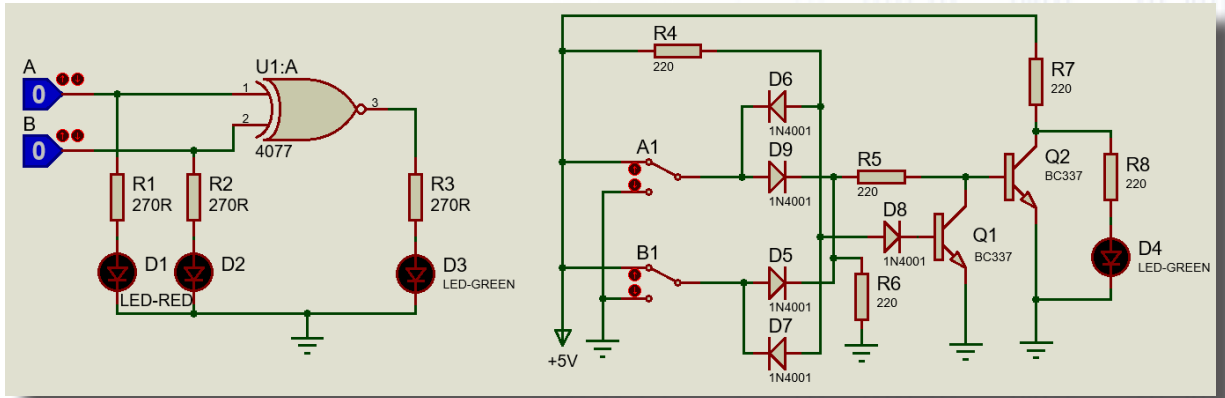 A
0
B
0
U1:A
1
2
3
4077
R1
270R
R2
270R
R3
270R
D1
D2
LED-RED
D3
LED-GREEN
R4
220
D6
1N4001
A1
D9
1N4001
R5
220
D8
1N4001
Q1
BC337
B1
D5
1N4001
R6
220
D7
1N4001
+5V
R7
220
Q2
BC337
R8
220
D4
LED-GREEN